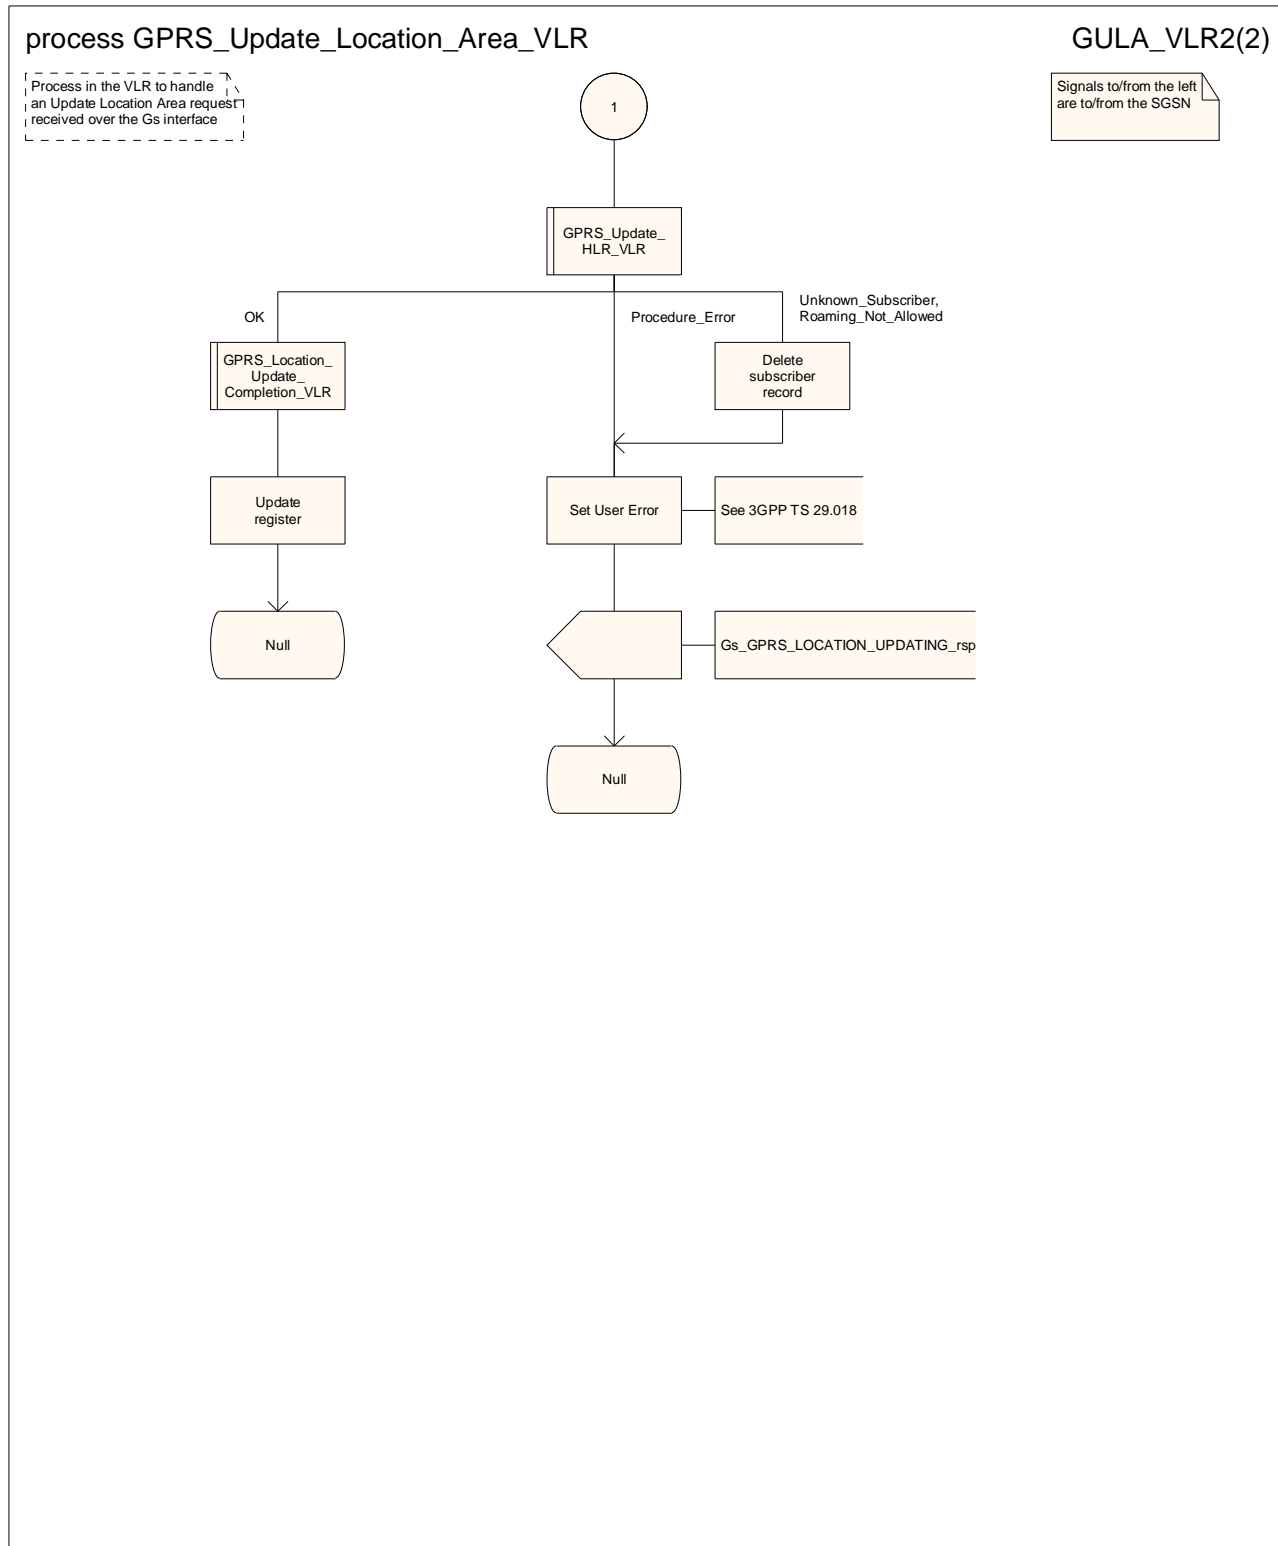 process GPRS_Update_Location_Area_VLR
GULA_VLR2(2)
Process in the VLR to handle
an Update Location Area request
received over the Gs interface
1
Signals to/from the left
are to/from the SGSN
GPRS_Update_
HLR_VLR
OK
Procedure_Error
Unknown_Subscriber,
Roaming_Not_Allowed
GPRS_Location_
Update_
Completion_VLR
Delete
subscriber
record
Update
register
Set User Error
See 3GPP TS 29.018
Null
Gs_GPRS_LOCATION_UPDATING_rsp
Null